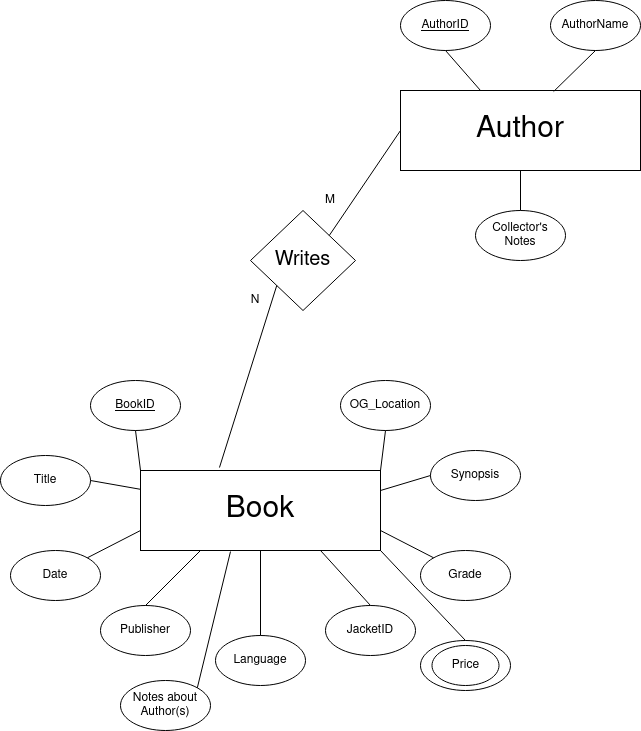 AuthorID
AuthorName
Author
M
Collector's
Notes
Writes
N
BookID
OG_Location
Title
Synopsis
Book
Date
Grade
Publisher
JacketID
Language
Price
Notes about
Author(s)